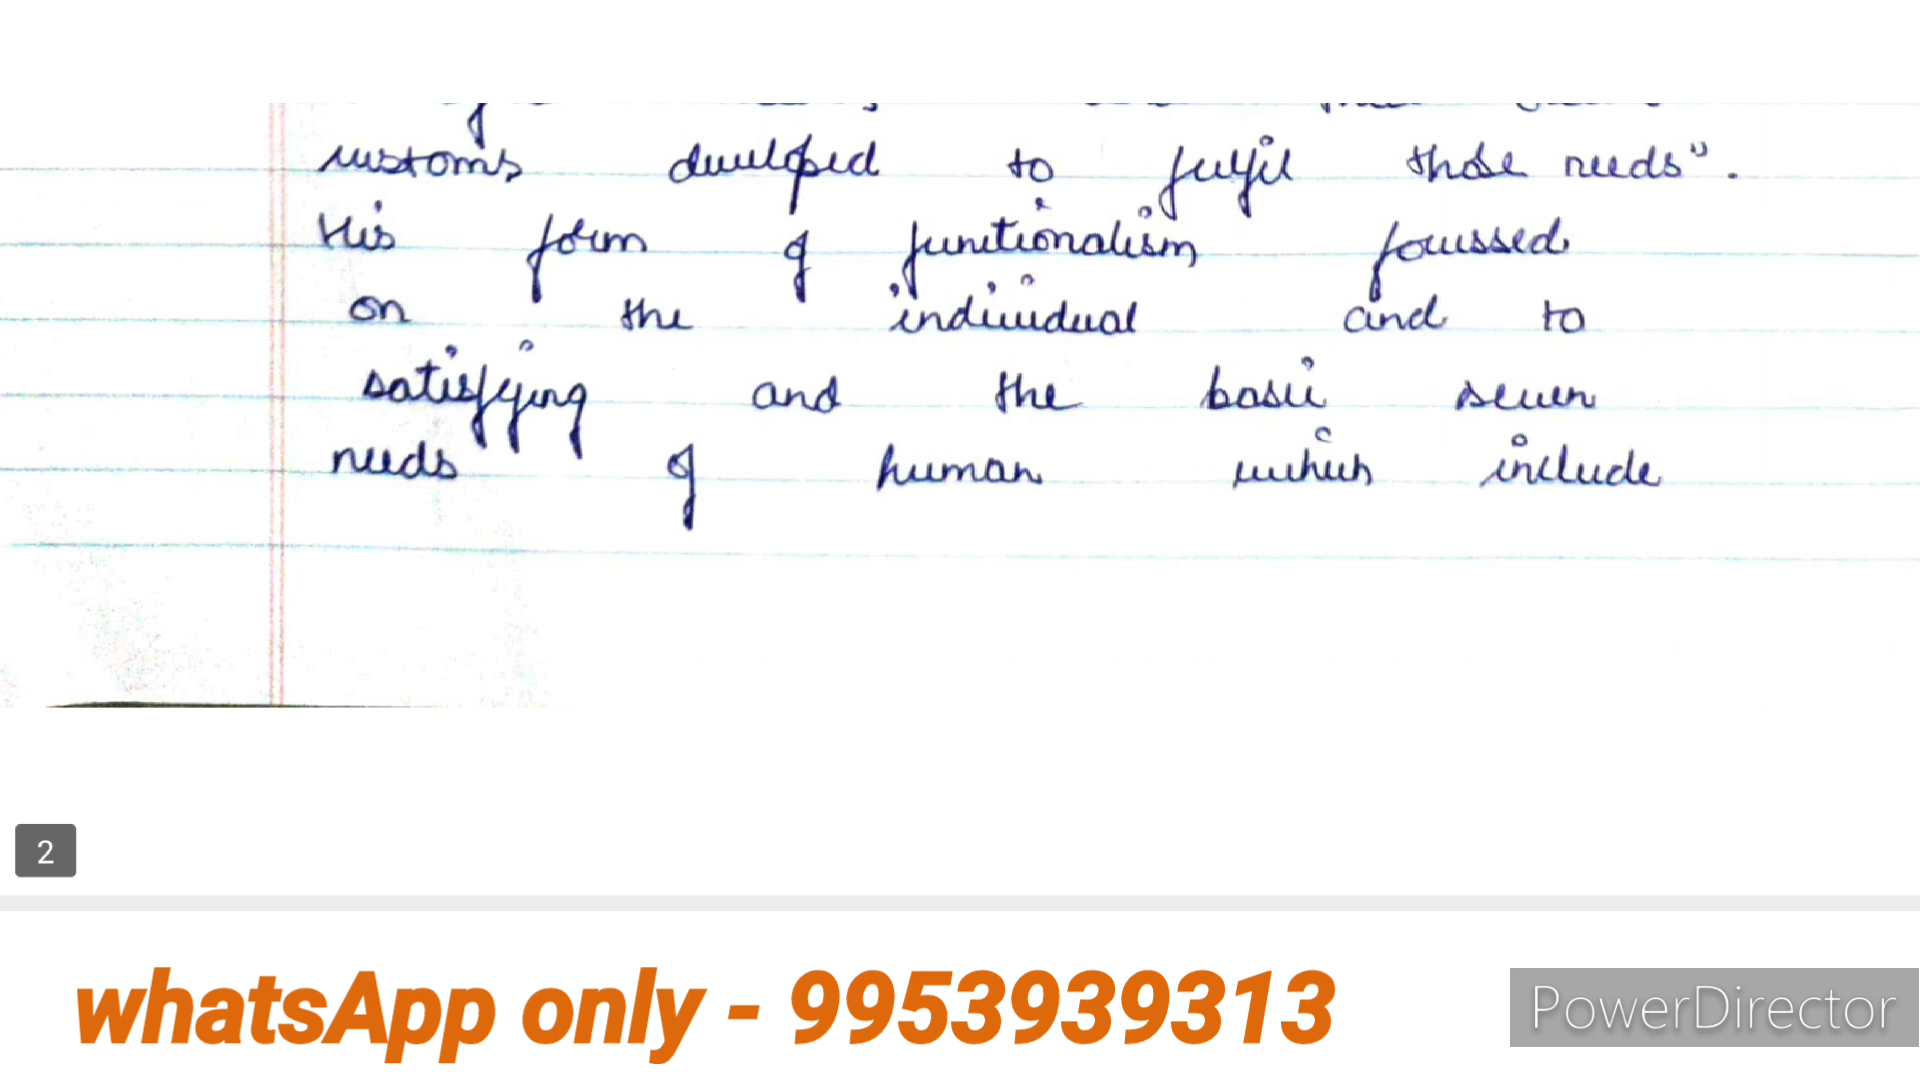 customs developed to fulfil those needs".
His form of functionalism focussed
on the individual and to
satisfying and the basic seven
needs of human which include
2
whatsApp only - 9953939313
PowerDirector